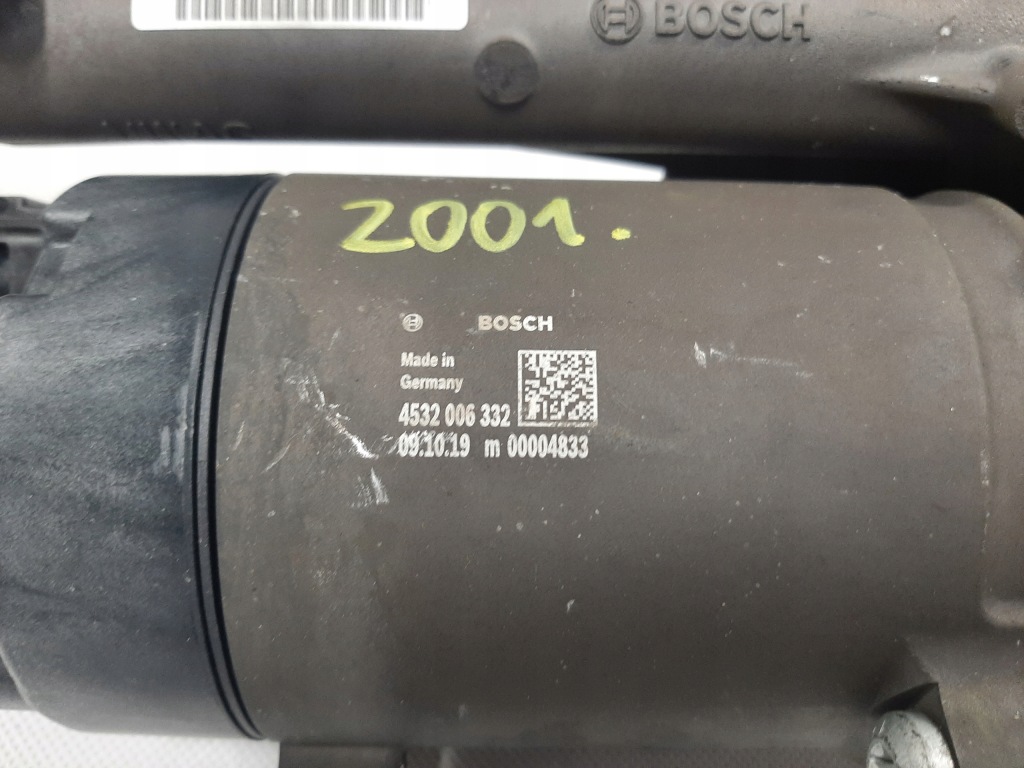 BOSCH
2001.
BOSCH
Made in
Germany
4532 006 332
09.10.19 m 00004833